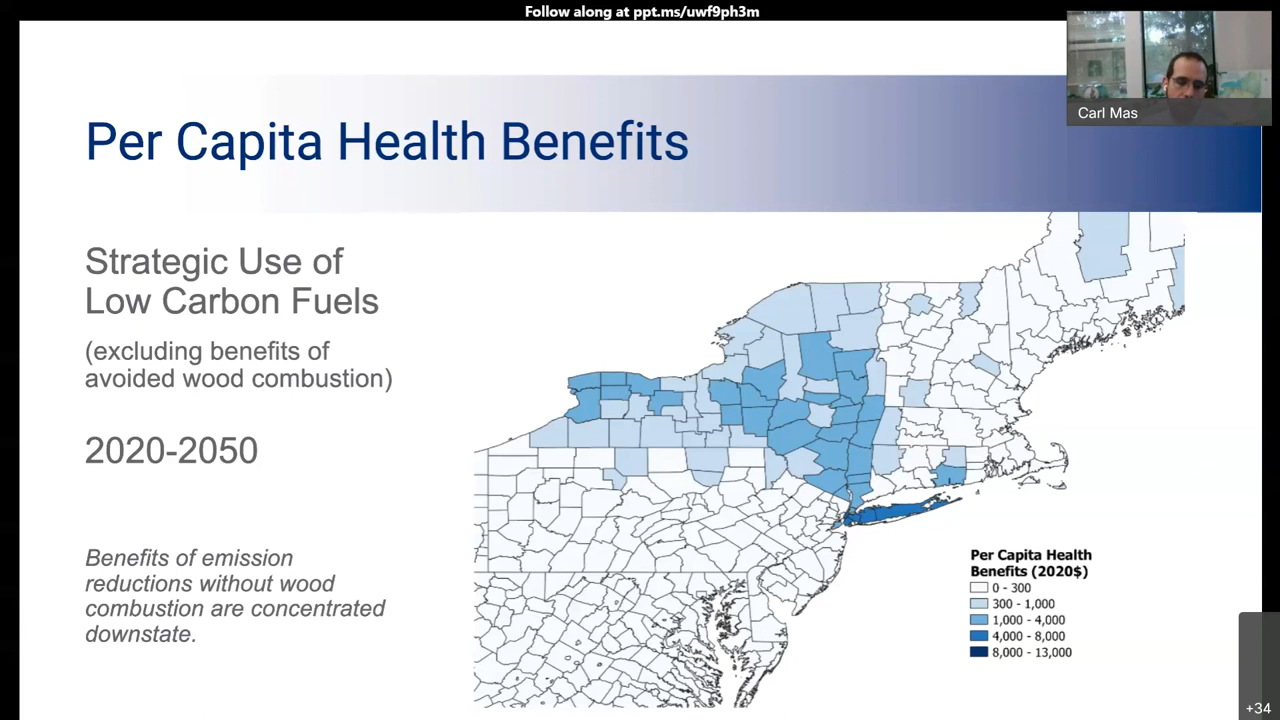 Follow along at ppt.ms/uwf9ph3m
Carl Mas
Per Capita Health Benefits
Strategic Use of
Low Carbon Fuels
(excluding benefits of
avoided wood combustion)
2020-2050
Benefits of emission
reductions without wood
combustion are concentrated
downstate.
Per Capita Health
Benefits (2020$)
0 - 300
300 - 1,000
1,000 - 4,000
4,000 - 8,000
8,000 - 13,000
+34